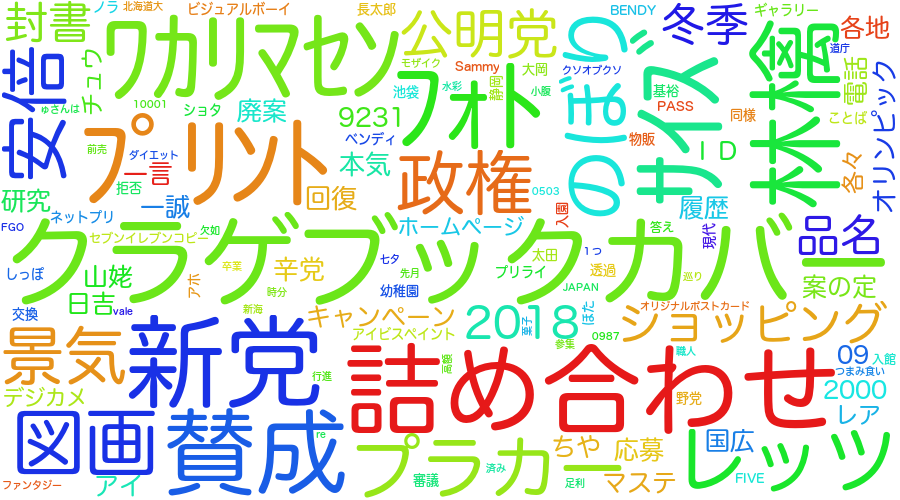 封書
ノラ
北海道大
ビジュアルボーイ
長太郎
公明党
BENDY
冬季
ギャラリー
各地
安倍
チュウ
ワカリマセン
モザイク
Sammy
大岡
のぼり
クソオブクソ
道庁
林檎
電話
ゅさんは
10001
ショタ
廃案
池袋
水彩
静岡
フォト
小腹
サイズ
基裕
PASS
同様
ことば
オリンピック
前売
プリント
9231
ベンディ
ダイエット
一言
拒否
本気
政権
0503
物販
ＩＤ
各々
研究
一誠
回復
入園
履歴
FGO
ネットプリ
欠如
ホームページ
答え
現代
品名
セブンイレブンコピー
クラゲブックカバー
しっぽ
山姥
卒業
辛党
七夕
先月
太田
1つ
透過
プリライ
JAPAN
巡り
案の定
日吉
時分
幼稚園
交換
vale
新海
キャンペーン
2018
菓子
ほた
オリジナルポストカード
ショッピング
景気
新党
アイビスペイント
参集
0987
職人
09
入館
つまみ食い
デジカメ
行進
高額
詰め合わせ
野党
2000
レア
図画
賛成
re
プラカード
ちや
応募
国広
レッツ
ファンタジー
アイ
審議
済み
足利
マステ
FIVE
アホ